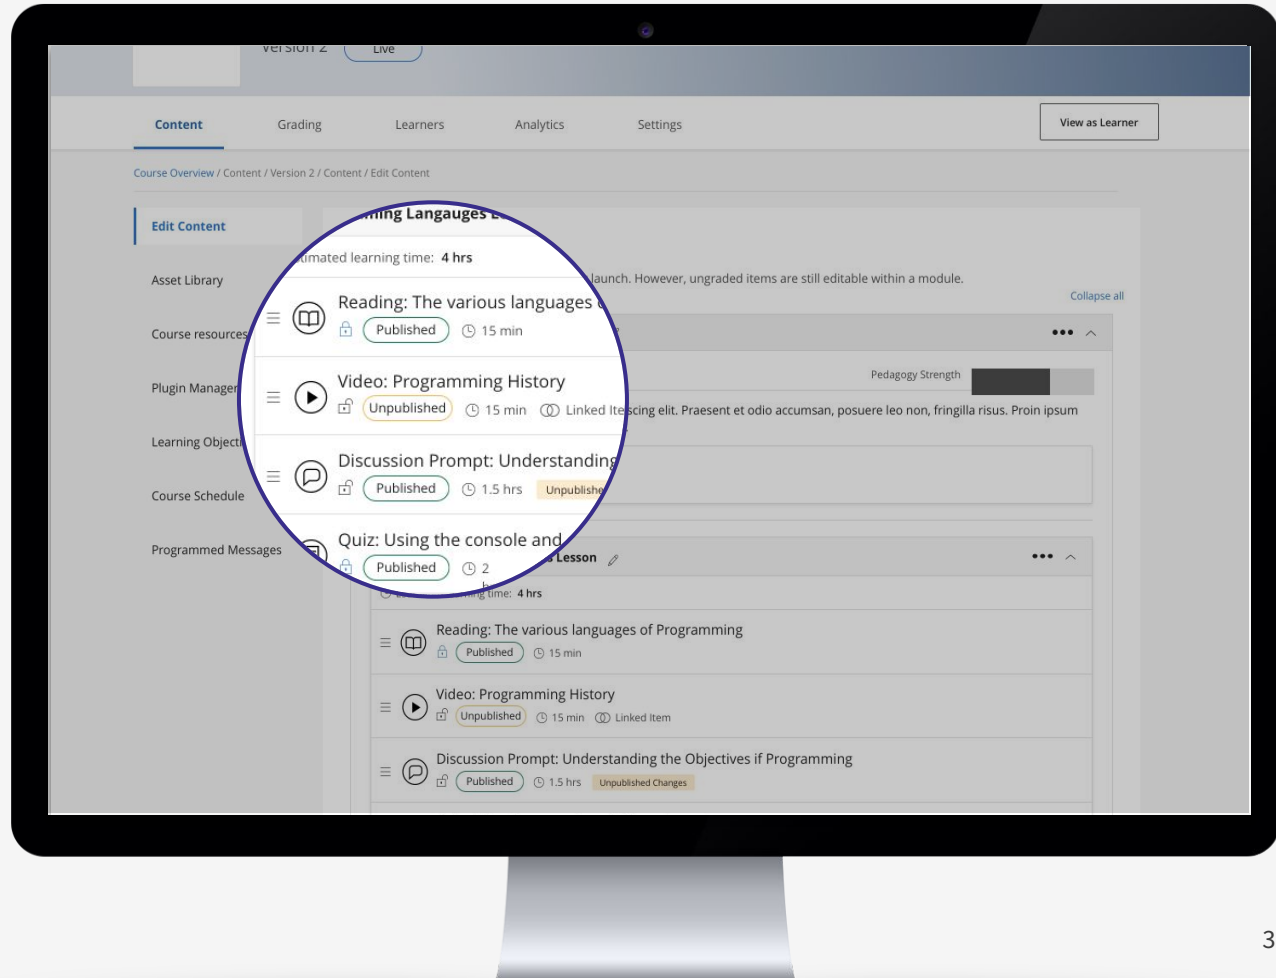 Version 2 Live
Content Grading Learners Analytics Settings View as Learner
Course Overview / Content / Version 2 / Content / Edit Content
Edit Content
Asset Library
Course resources
Plugin Manager
Learning
Course Schedule
Programmed Messages
Langauges
learning time: 4 hrs
Reading: The various languages
Published 15 min
Video: Programming History
Unpublished 15 min Linked
Discussion Prompt: Understanding
Published 1.5 hrs
Quiz: Using the console and
Published 2
launch. However, ungraded items are still editable within a module.
Collapse all
Pedagogy Strength
elit. Praesent et odio accumsan, posuere leo non, fringilla risus. Proin ipsum
Lesson
time: 4 hrs
Reading: The various languages of Programming
Published 15 min
Video: Programming History
Unpublished 15 min Linked Item
Discussion Prompt: Understanding the Objectives if Programming
Published 1.5 hrs Unpublished Changes
3